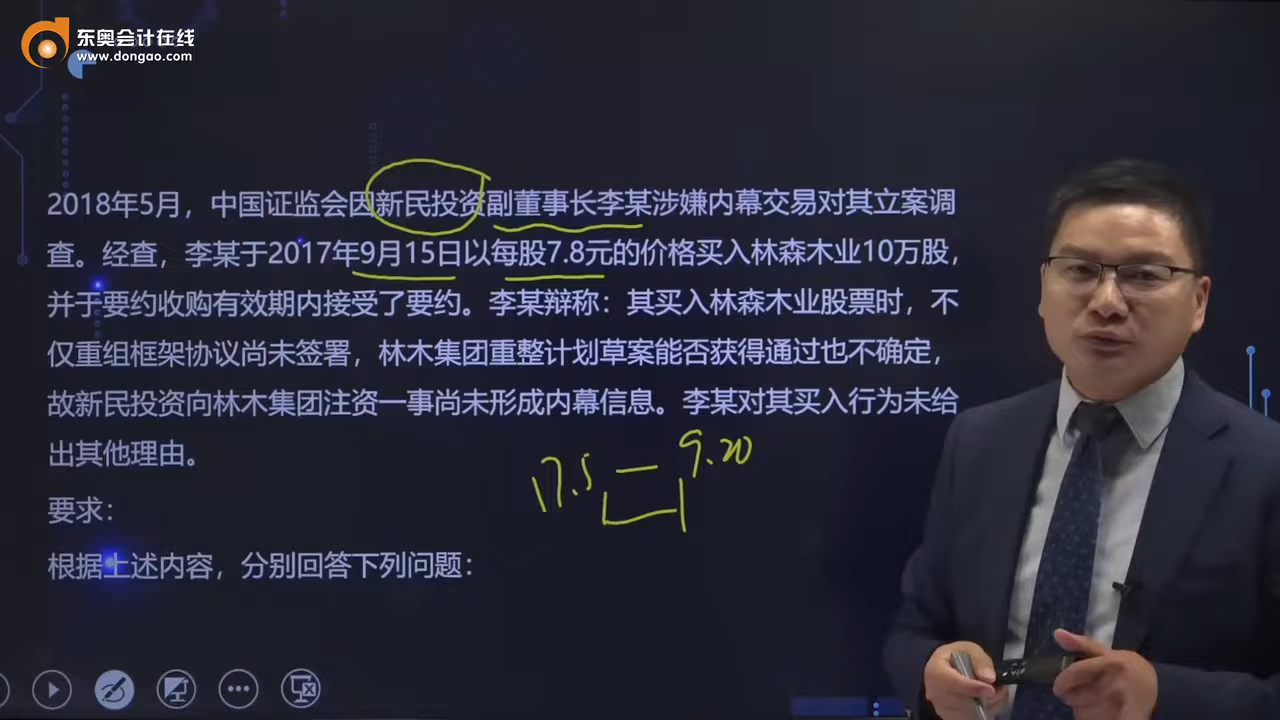 东奥会计在线
www.dongao.com
2018年5月，中国证监会因新民投资副董事长李某涉嫌内幕交易对其立案调
查。经查，李某于2017年9月15日以每股7.8元的价格买入林森木业10万股，
并于要约收购有效期内接受了要约。李某辩称：其买入林森木业股票时，不
仅重组框架协议尚未签署，林木集团重整计划草案能否获得通过也不确定，
故新民投资向林木集团注资一事尚未形成内幕信息。李某对其买入行为未给
出其他理由。
17.5 — 9.20
要求：
根据上述内容，分别回答下列问题：